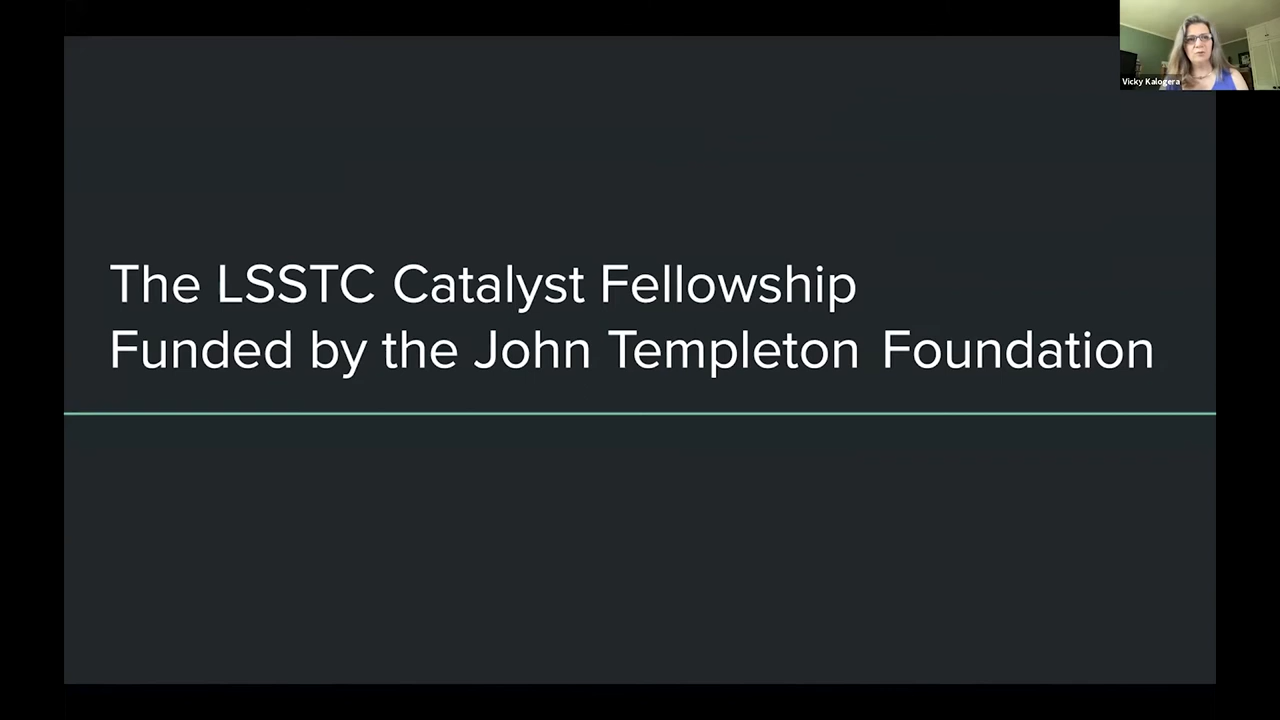 Vicky Kalogera
The LSSTC Catalyst Fellowship
Funded by the John Templeton Foundation